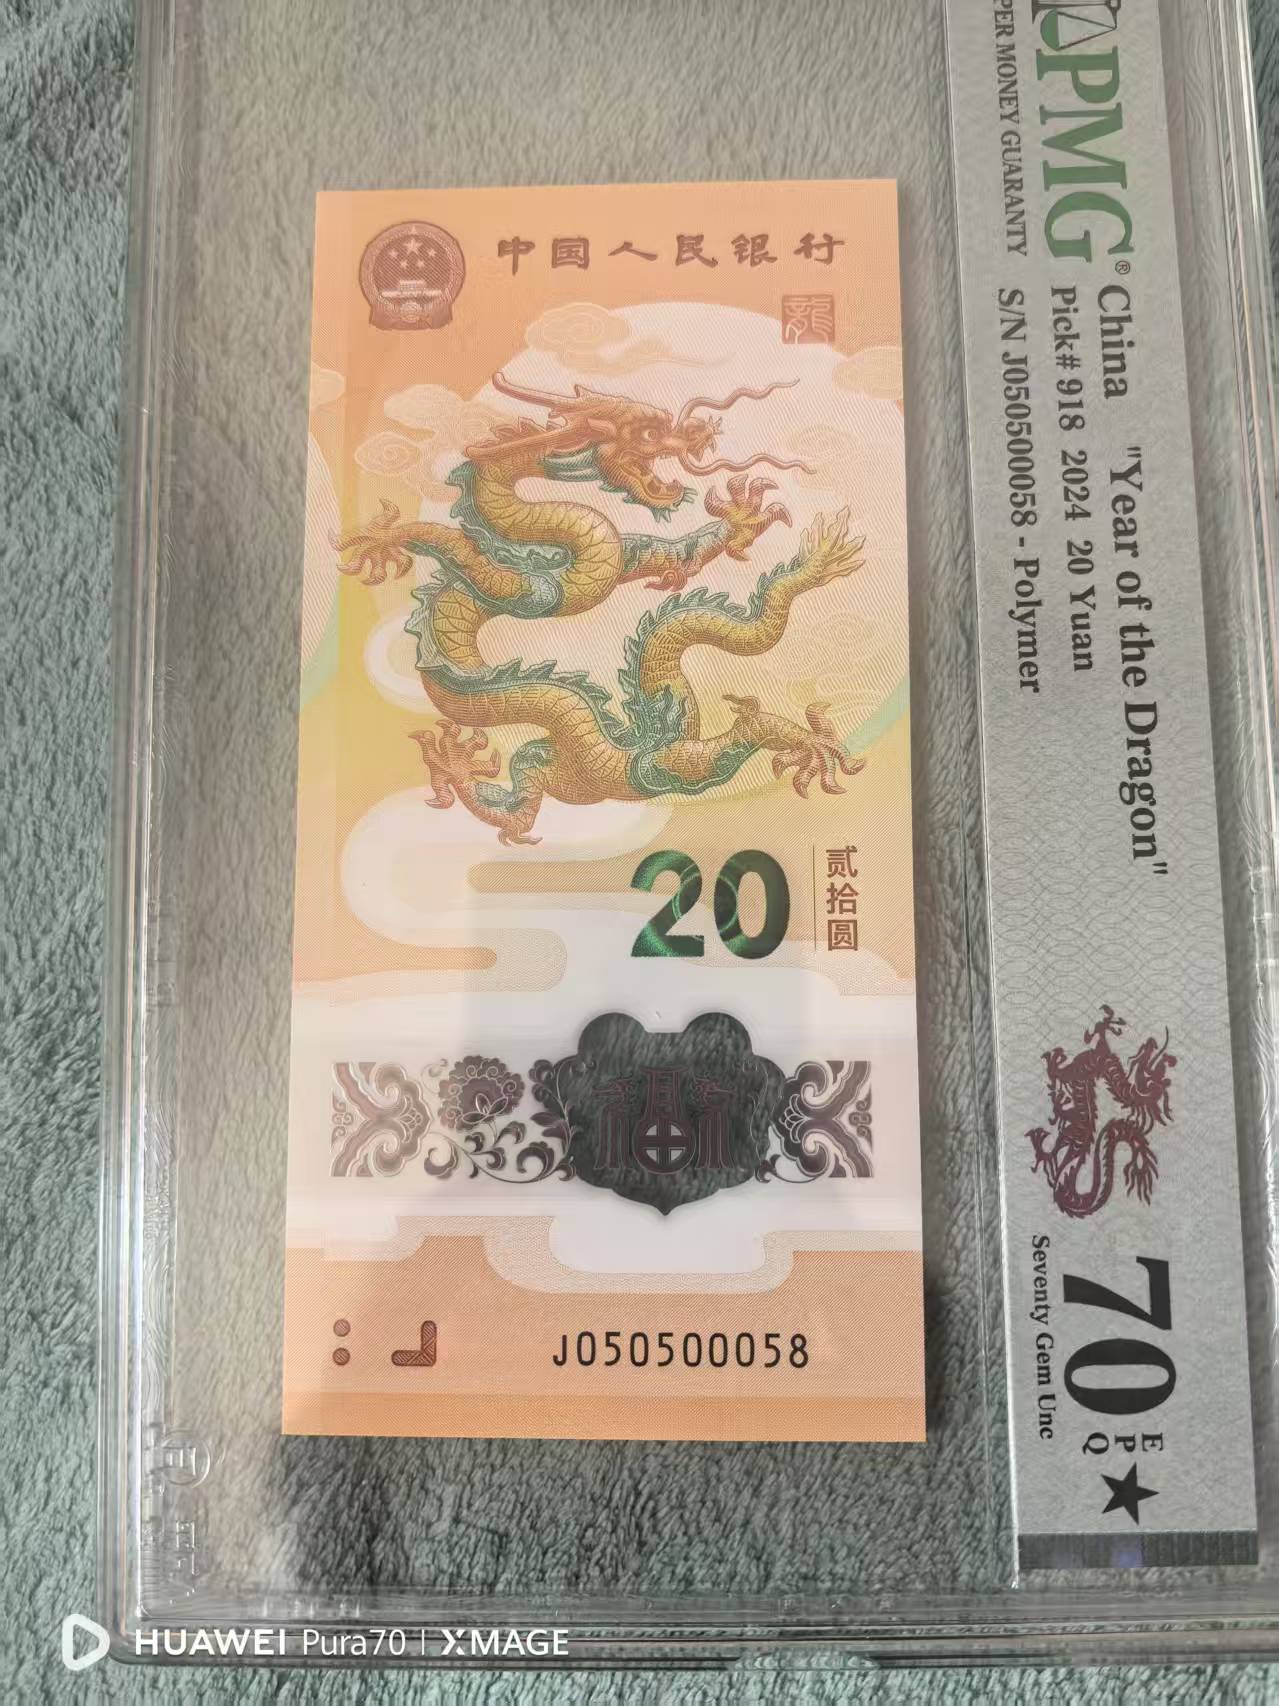 中国人民银行
龍
20
贰拾圆
福
J050500058
PMG®
PER MONEY GUARANTY
China "Year of the Dragon"
Pick# 918 2024 20 Yuan
S/N J050500058 - Polymer
70 EPQ★
Seventy Gem Unc
HUAWEI Pura70 | XMAGE